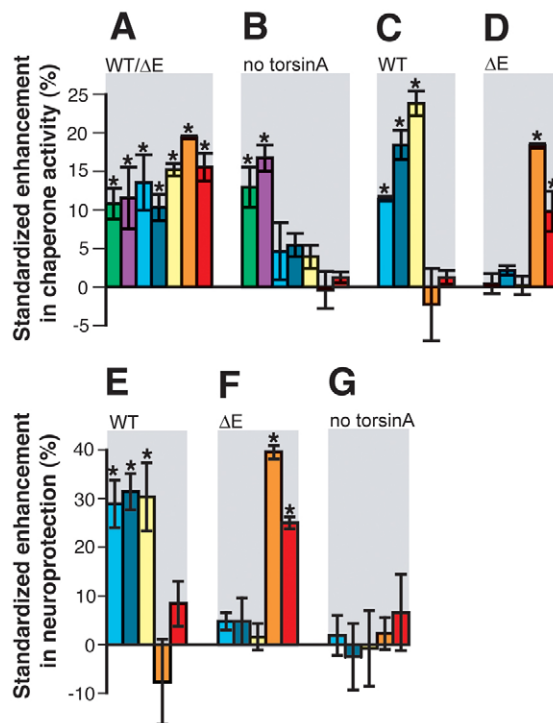 A B C D
WT/ΔE no torsinA WT ΔE
Standardized enhancement
in chaperone activity (%)
25
20
15
10
5
0
-5
* * * * * * *
* *
* * *
* *
E F G
WT ΔE no torsinA
Standardized enhancement
in neuroprotection (%)
40
30
20
10
0
-10
* * *
* *